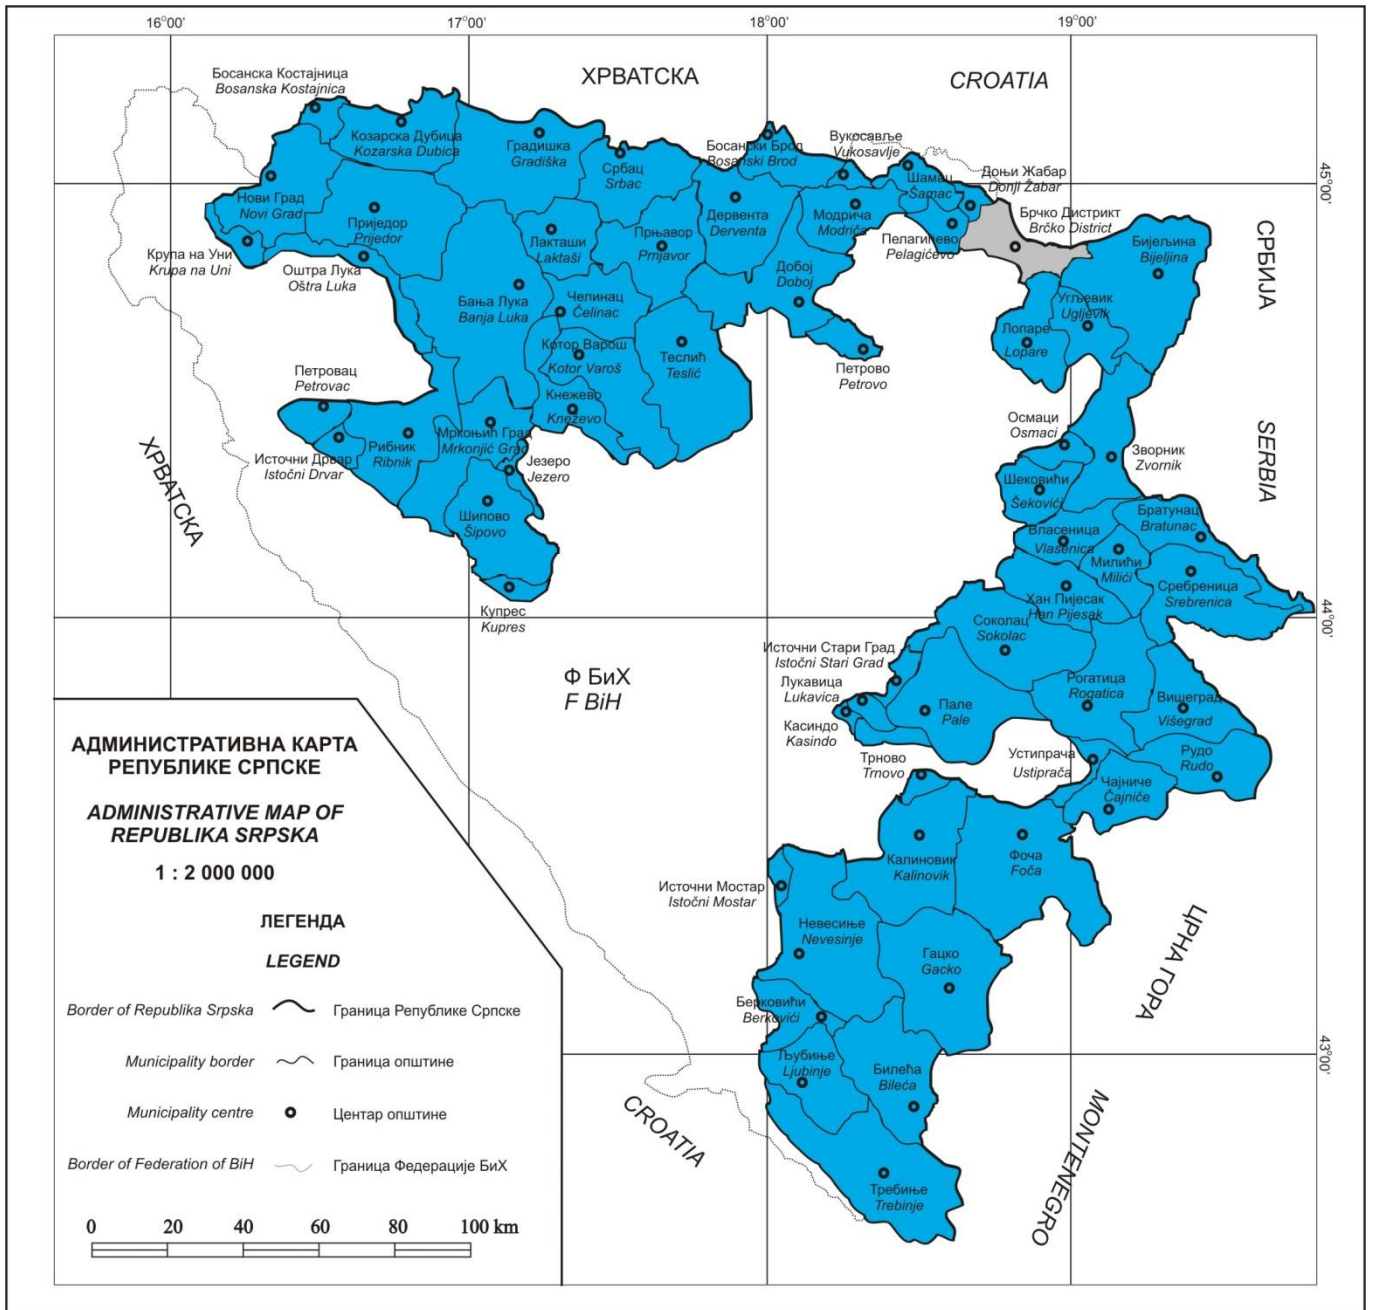 16°00'
17°00'
18°00'
19°00'
ХРВАТСКА
CROATIA
Босанска Костајница
Bosanska Kostajnica
Козарска Дубица
Kozarska Dubica
Градишка
Gradiška
Србац
Srbac
Босански Брод
Bosanski Brod
Вукосавље
Vukosavlje
Шамац
Šamac
Доњи Жабар
Donji Žabar
45°00'
Нови Град
Novi Grad
Приједор
Prijedor
Лакташи
Laktaši
Прњавор
Prnjavor
Дервента
Derventa
Модрича
Modriča
Пелагићево
Pelagićevo
Брчко Дистрикт
Brčko District
Бијељина
Bijeljina
СРБИЈА
Крупа на Уни
Krupa na Uni
Оштра Лука
Oštra Luka
Бања Лука
Banja Luka
Челинац
Čelinac
Добој
Doboj
Угљевик
Ugljevik
Лопаре
Lopare
Котор Варош
Kotor Varoš
Теслић
Teslić
Петрово
Petrovo
Петровац
Petrovac
Кнежево
Knezevo
Источни Дрвар
Istočni Drvar
Рибник
Ribnik
Мркоњић Град
Mrkonjić Grad
Језеро
Jezero
Осмаци
Osmaci
Зворник
Zvornik
SERBIA
ХРВАТСКА
Шипово
Šipovo
Шековићи
Šekovići
Братунац
Bratunac
Власеница
Vlasenica
Милићи
Milići
Сребреница
Srebrenica
Купрес
Kupres
Хан Пијесак
Han Pijesak
44°00'
Соколац
Sokolac
Источни Стари Град
Istočni Stari Grad
Ф БиХ
F BiH
Лукавица
Lukavica
Касиндо
Kasindo
Пале
Pale
Рогатица
Rogatica
Вишеград
Višegrad
Трново
Trnovo
Устипрача
Ustiprača
Рудо
Rudo
Чајниче
Čajniče
Калиновик
Kalinovik
Фоча
Foča
Источни Мостар
Istočni Mostar
Невесиње
Nevesinje
Гацко
Gacko
ЦРНА ГОРА
Берковићи
Berkovići
43°00'
Љубиње
Ljubinje
Билећа
Bileća
CROATIA
MONTENEGRO
Требиње
Trebinje
АДМИНИСТРАТИВНА КАРТА
РЕПУБЛИКЕ СРПСКЕ
ADMINISTRATIVE MAP OF
REPUBLIKA SRPSKA
1 : 2 000 000
ЛЕГЕНДА
LEGEND
Border of Republika Srpska Граница Републике Српске
Municipality border Граница општине
Municipality centre Центар општине
Border of Federation of BiH Граница Федерације БиХ
0 20 40 60 80 100 km